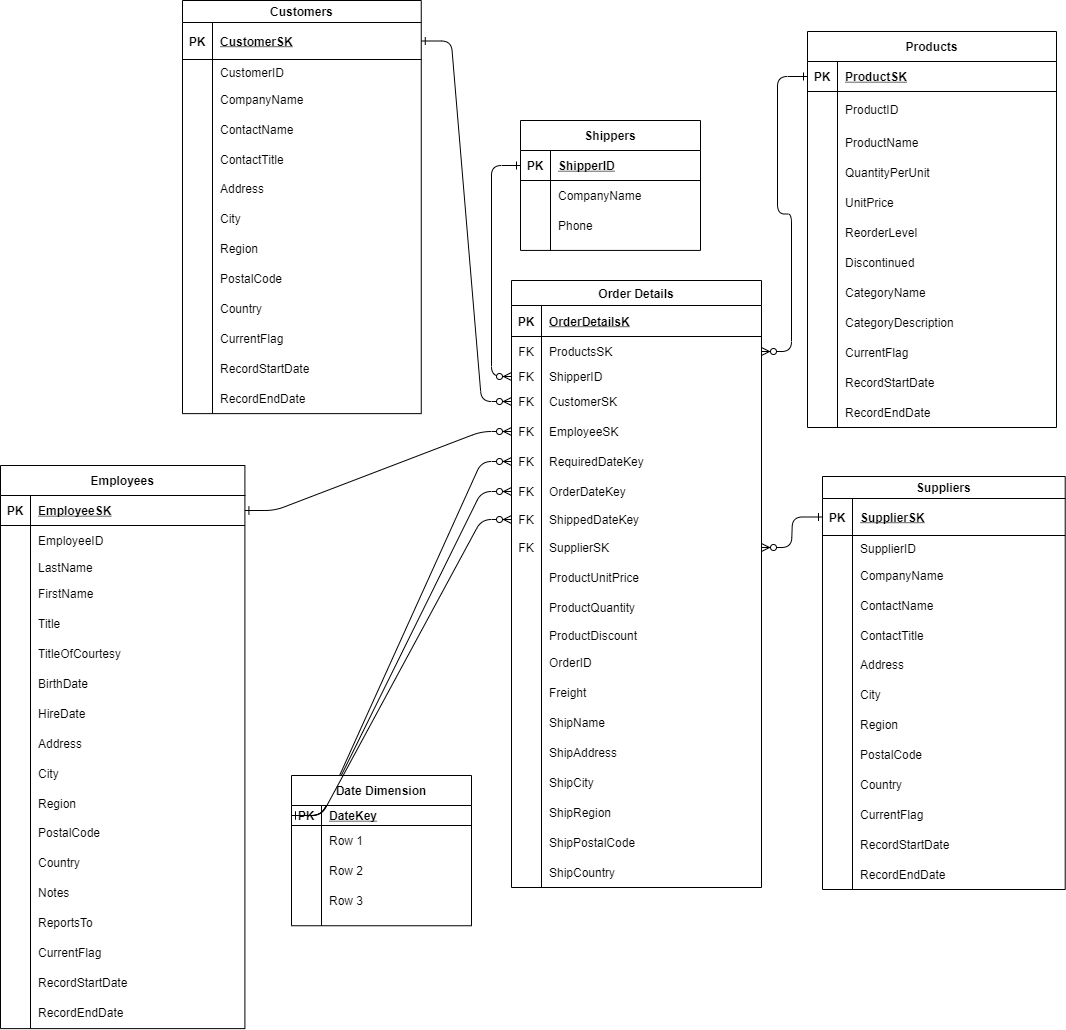 Customers
PK CustomerSK
CustomerID
CompanyName
ContactName
ContactTitle
Address
City
Region
PostalCode
Country
CurrentFlag
RecordStartDate
RecordEndDate
Shippers
PK ShipperID
CompanyName
Phone
Products
PK ProductSK
ProductID
ProductName
QuantityPerUnit
UnitPrice
ReorderLevel
Discontinued
CategoryName
CategoryDescription
CurrentFlag
RecordStartDate
RecordEndDate
Order Details
PK OrderDetailsK
FK ProductsSK
FK ShipperID
FK CustomerSK
FK EmployeeSK
FK RequiredDateKey
FK OrderDateKey
FK ShippedDateKey
FK SupplierSK
ProductUnitPrice
ProductQuantity
ProductDiscount
OrderID
Freight
ShipName
ShipAddress
ShipCity
ShipRegion
ShipPostalCode
ShipCountry
Employees
PK EmployeeSK
EmployeeID
LastName
FirstName
Title
TitleOfCourtesy
BirthDate
HireDate
Address
City
Region
PostalCode
Country
Notes
ReportsTo
CurrentFlag
RecordStartDate
RecordEndDate
Date Dimension
PK DateKey
Row 1
Row 2
Row 3
Suppliers
PK SupplierSK
SupplierID
CompanyName
ContactName
ContactTitle
Address
City
Region
PostalCode
Country
CurrentFlag
RecordStartDate
RecordEndDate